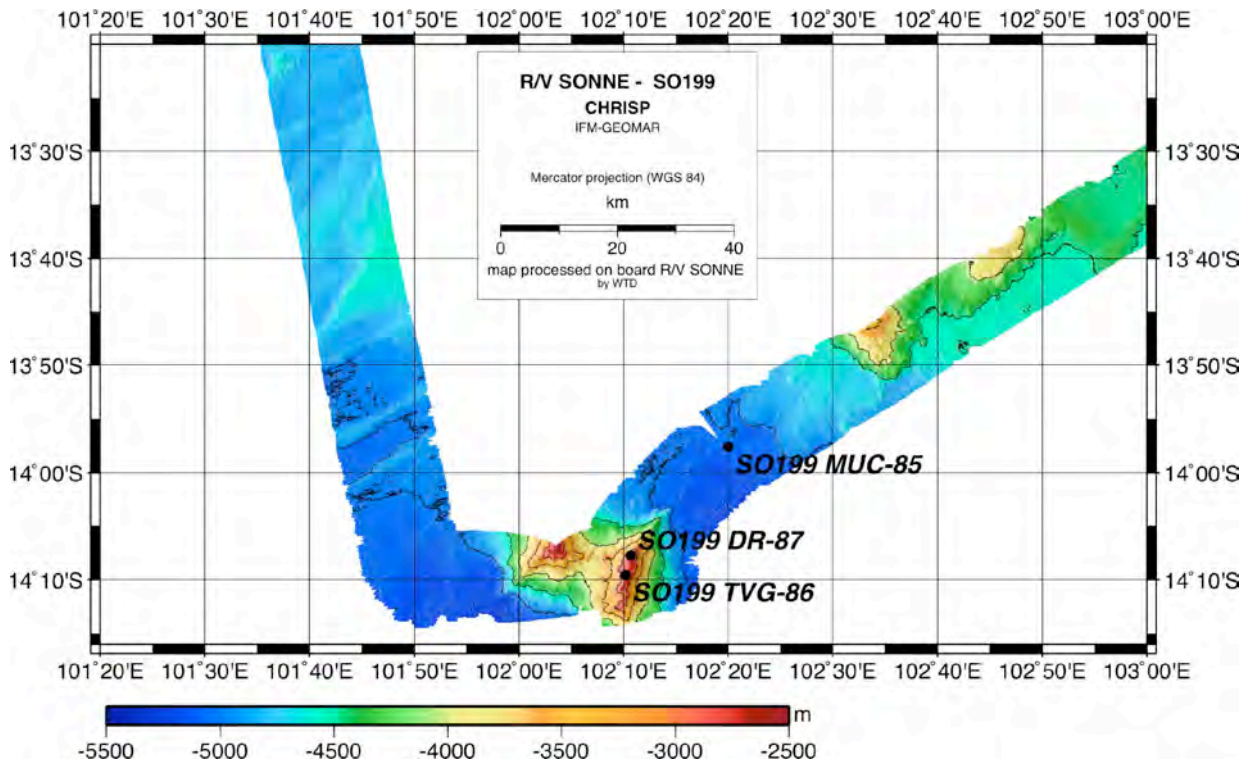 101˚20'E 101˚30'E 101˚40'E 101˚50'E 102˚00'E 102˚10'E 102˚20'E 102˚30'E 102˚40'E 102˚50'E 103˚00'E
R/V SONNE - SO199
CHRISP
IFM-GEOMAR
Mercator projection (WGS 84)
km
0 20 40
map processed on board R/V SONNE
by WTD
13˚30'S 13˚30'S
13˚40'S 13˚40'S
13˚50'S 13˚50'S
14˚00'S 14˚00'S
14˚10'S 14˚10'S
SO199 MUC-85
SO199 DR-87
SO199 TVG-86
101˚20'E 101˚30'E 101˚40'E 101˚50'E 102˚00'E 102˚10'E 102˚20'E 102˚30'E 102˚40'E 102˚50'E 103˚00'E
m
-5500 -5000 -4500 -4000 -3500 -3000 -2500